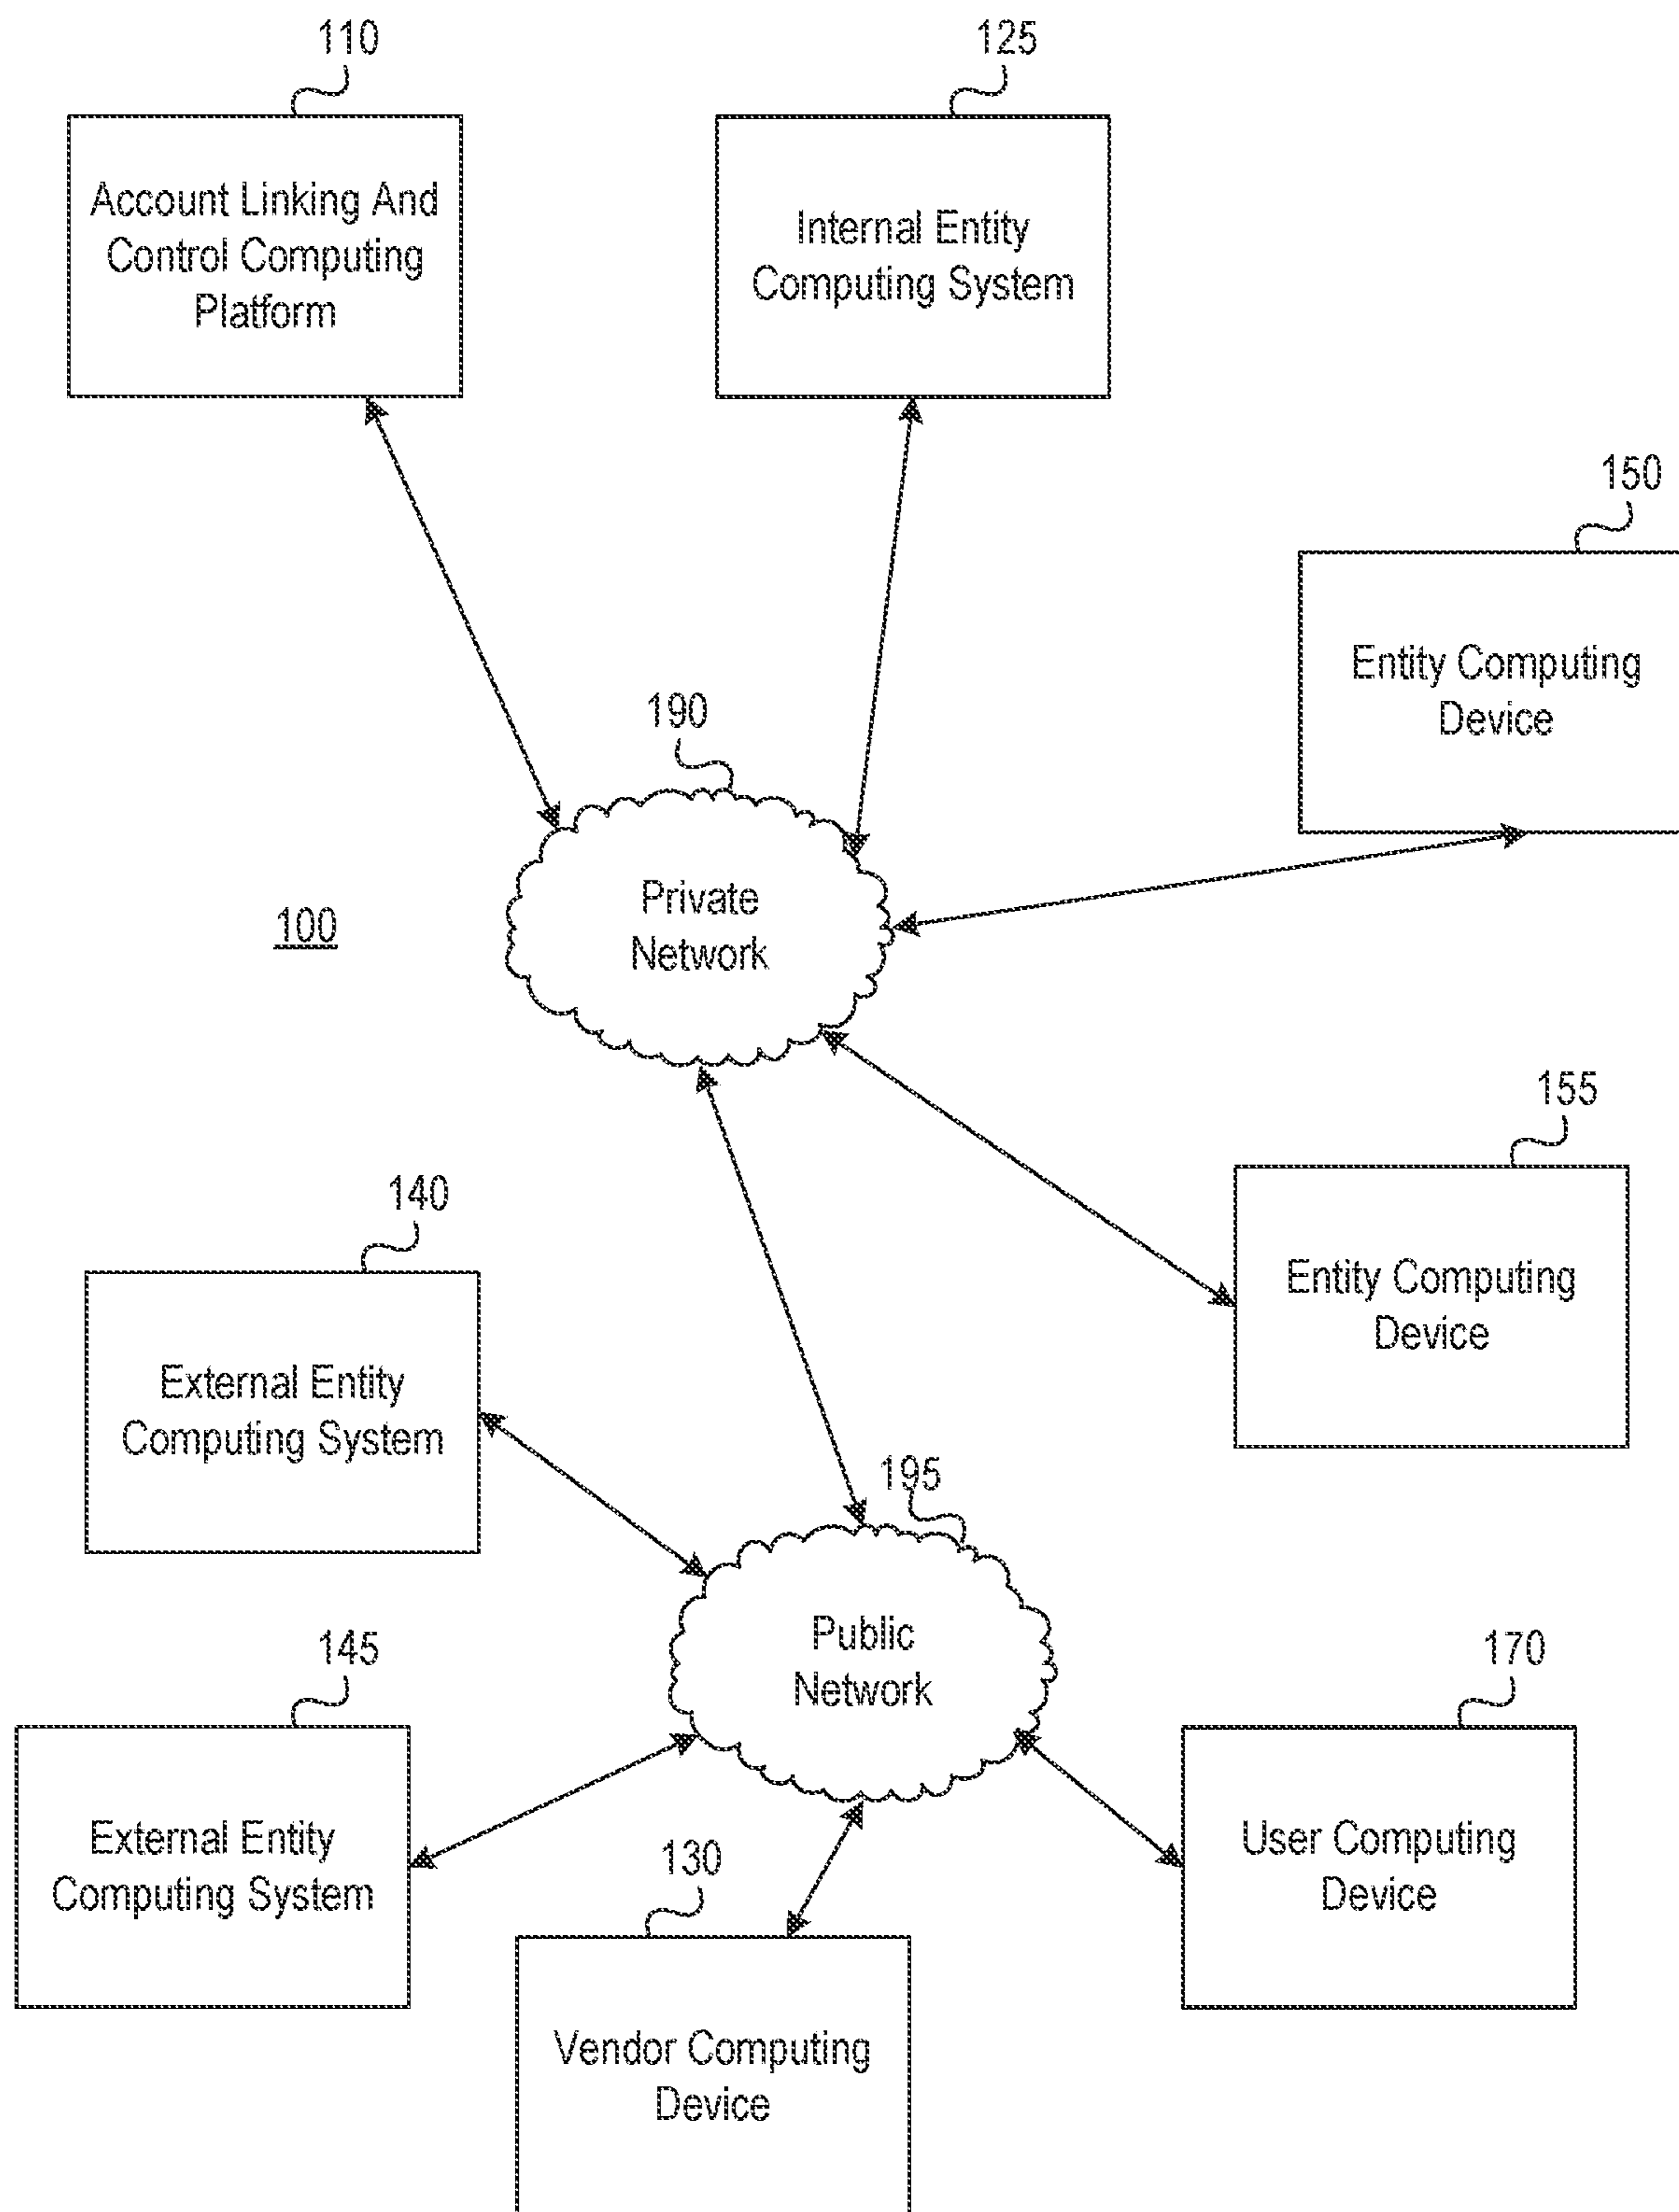 110
Account Linking And
Control Computing
Platform
125
Internal Entity
Computing System
150
Entity Computing
Device
190
Private
Network
100
155
Entity Computing
Device
140
External Entity
Computing System
195
Public
Network
145
External Entity
Computing System
170
User Computing
Device
130
Vendor Computing
Device